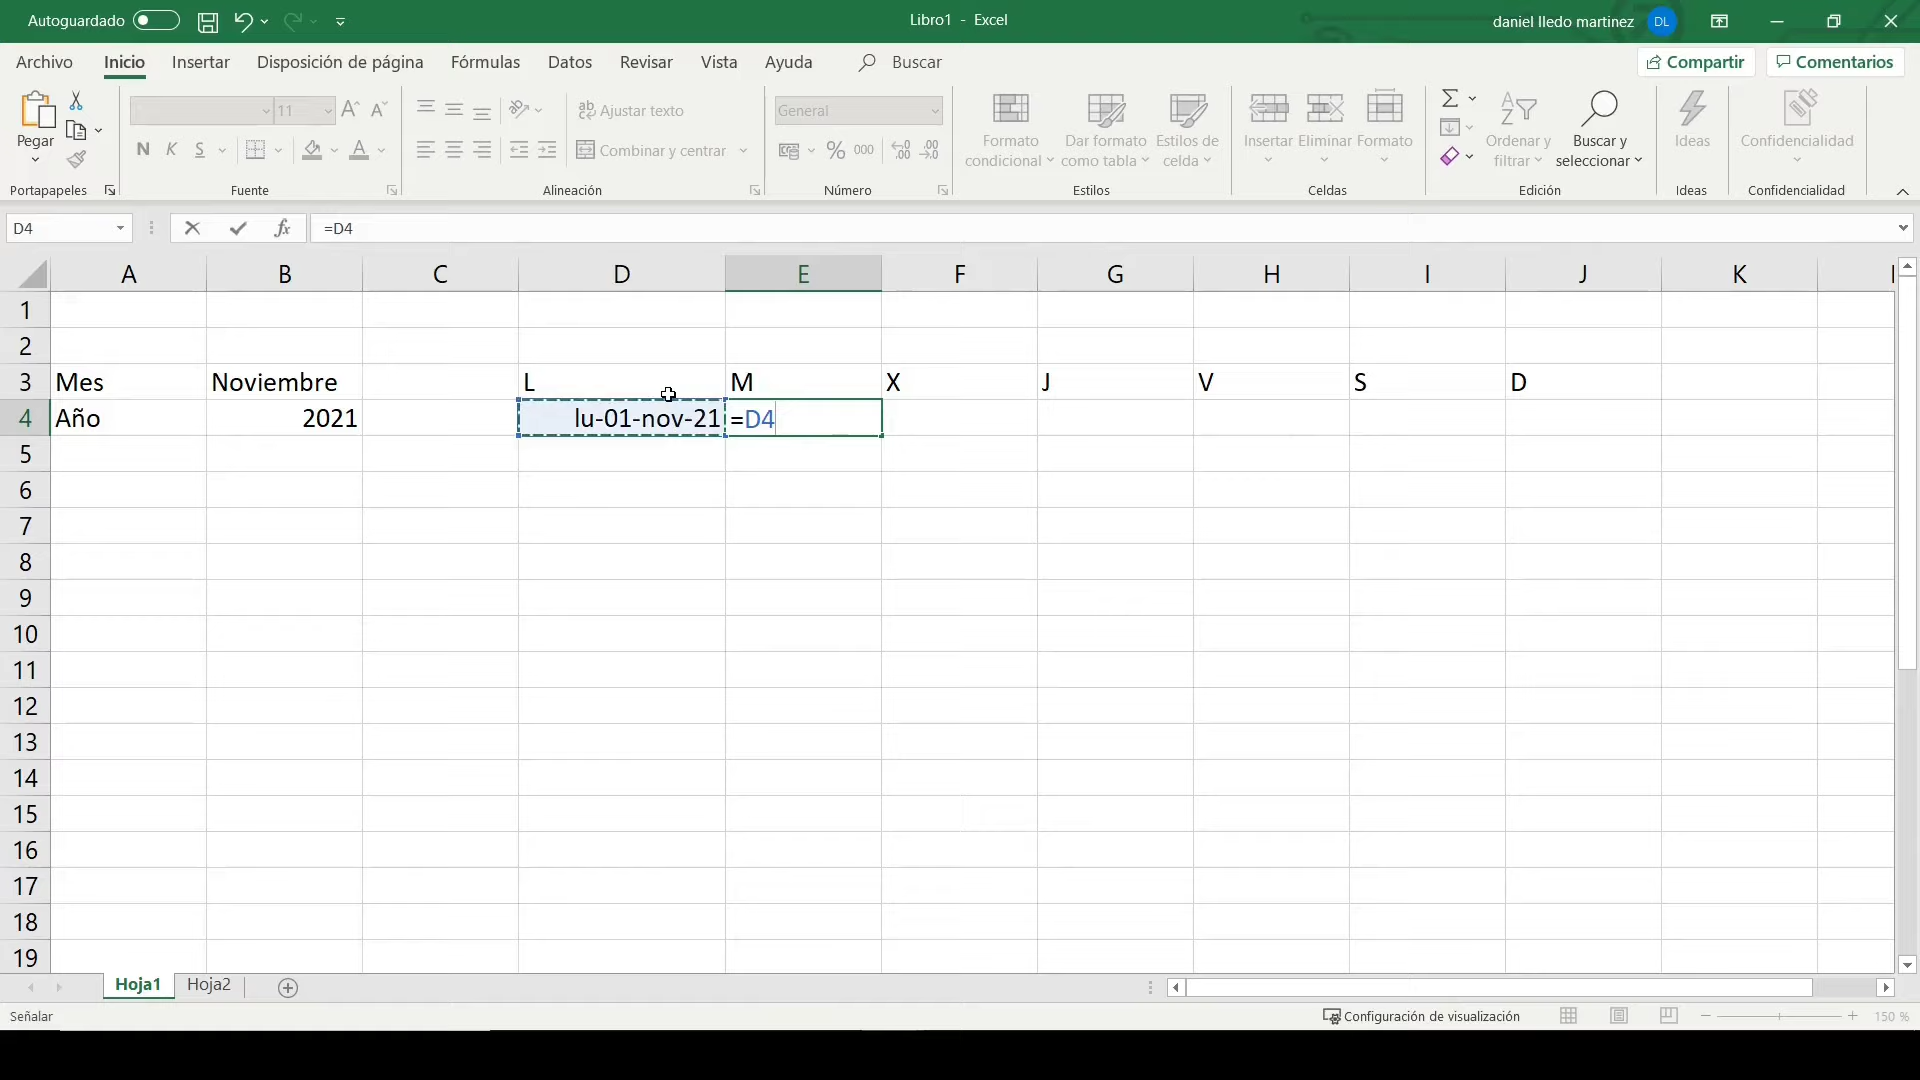 Autoguardado
Libro1 - Excel
daniel lledo martinez DL
Archivo Inicio Insertar Disposición de página Fórmulas Datos Revisar Vista Ayuda Buscar
Compartir Comentarios
Pegar
11
N K S
Ajustar texto
Combinar y centrar
General
% 000
Formato condicional
Dar formato como tabla
Estilos de celda
Insertar Eliminar Formato
Ordenar y filtrar
Buscar y seleccionar
Ideas
Confidencialidad
Portapapeles Fuente Alineación Número Estilos Celdas Edición Ideas Confidencialidad
D4 fx =D4
A B C D E F G H I J K
1
2
3 Mes Noviembre L M X J V S D
4 Año 2021 lu-01-nov-21 =D4
5
6
7
8
9
10
11
12
13
14
15
16
17
18
19
Hoja1 Hoja2
Señalar Configuración de visualización 150 %